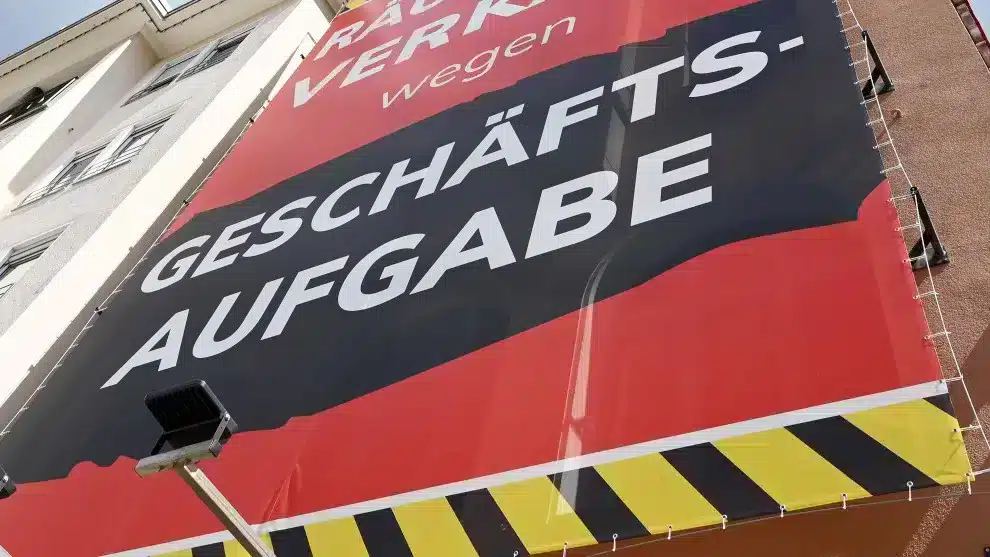 wegen
GESCHÄFTS-
AUFGABE